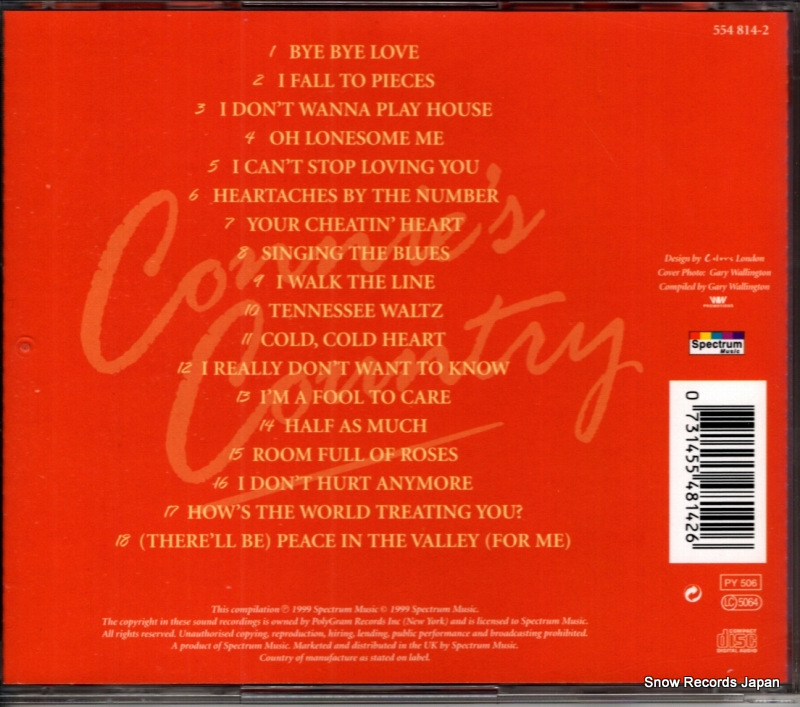 554 814-2
1 BYE BYE LOVE
2 I FALL TO PIECES
3 I DON'T WANNA PLAY HOUSE
4 OH LONESOME ME
5 I CAN'T STOP LOVING YOU
6 HEARTACHES BY THE NUMBER
7 YOUR CHEATIN' HEART
8 SINGING THE BLUES
9 I WALK THE LINE
10 TENNESSEE WALTZ
11 COLD, COLD HEART
12 I REALLY DON'T WANT TO KNOW
13 I'M A FOOL TO CARE
14 HALF AS MUCH
15 ROOM FULL OF ROSES
16 I DON'T HURT ANYMORE
17 HOW'S THE WORLD TREATING YOU?
18 (THERE'LL BE) PEACE IN THE VALLEY (FOR ME)
Connie's
Country
Design by London
Cover Photo: Gary Wallington
Compiled by Gary Wallington
Spectrum
Music
0 731455 481426
PY 506
LC 5064
COMPACT
disc
DIGITAL AUDIO
This compilation ℗ 1999 Spectrum Music © 1999 Spectrum Music.
The copyright in these sound recordings is owned by PolyGram Records Inc (New York) and is licensed to Spectrum Music.
All rights reserved. Unauthorised copying, reproduction, hiring, lending, public performance and broadcasting prohibited.
A product of Spectrum Music. Marketed and distributed in the UK by Spectrum Music.
Country of manufacture as stated on label.
Snow Records Japan